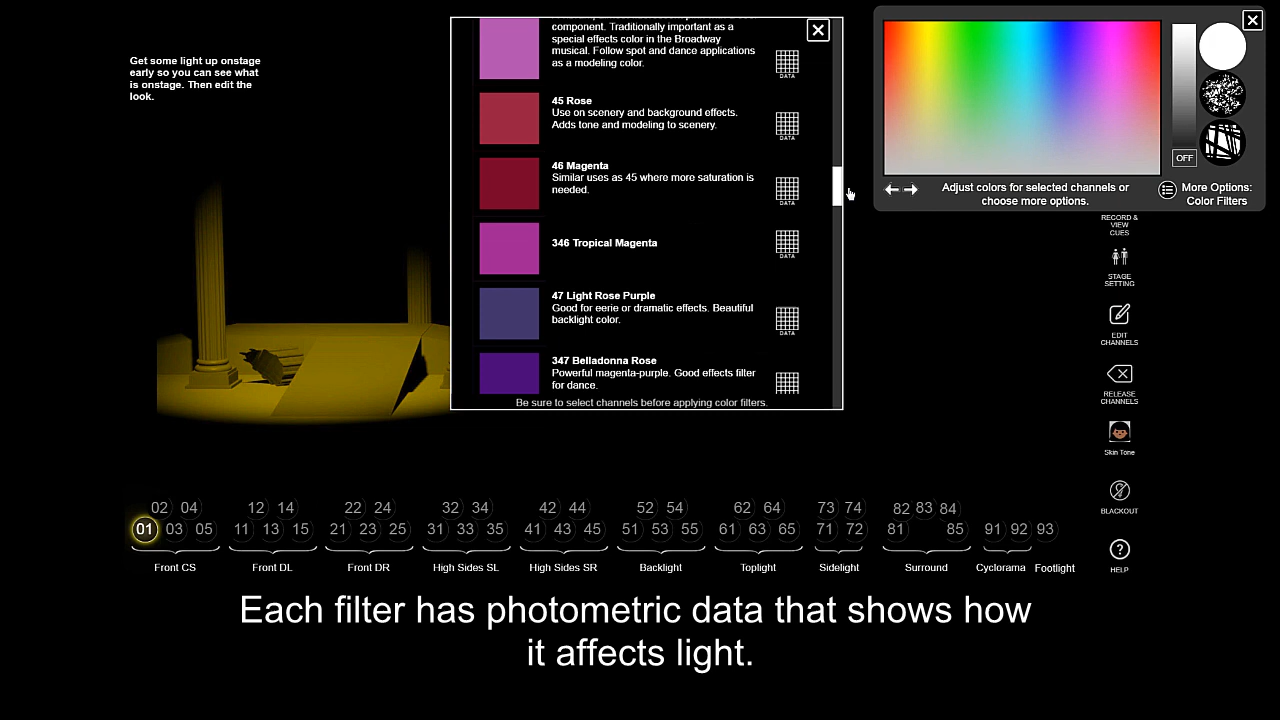 Get some light up onstage
early so you can see what
is onstage. Then edit the
look.
component. Traditionally important as a
special effects color in the Broadway
musical. Follow spot and dance applications
as a modeling color.
DATA
45 Rose
Use on scenery and background effects.
Adds tone and modeling to scenery.
DATA
46 Magenta
Similar uses as 45 where more saturation is
needed.
DATA
346 Tropical Magenta
DATA
47 Light Rose Purple
Good for eerie or dramatic effects. Beautiful
backlight color.
DATA
347 Belladonna Rose
Powerful magenta-purple. Good effects filter
for dance.
Be sure to select channels before applying color filters.
OFF
Adjust colors for selected channels or
choose more options.
More Options:
Color Filters
RECORD &
VIEW
CUES
STAGE
SETTING
EDIT
CHANNELS
RELEASE
CHANNELS
Skin Tone
BLACKOUT
HELP
02 04 12 14 22 24 32 34 42 44 52 54 62 64 73 74 82 83 84
01 03 05 11 13 15 21 23 25 31 33 35 41 43 45 51 53 55 61 63 65 71 72 81 85 91 92 93
Front CS Front DL Front DR High Sides SL High Sides SR Backlight Toplight Sidelight Surround Cyclorama Footlight
Each filter has photometric data that shows how
it affects light.